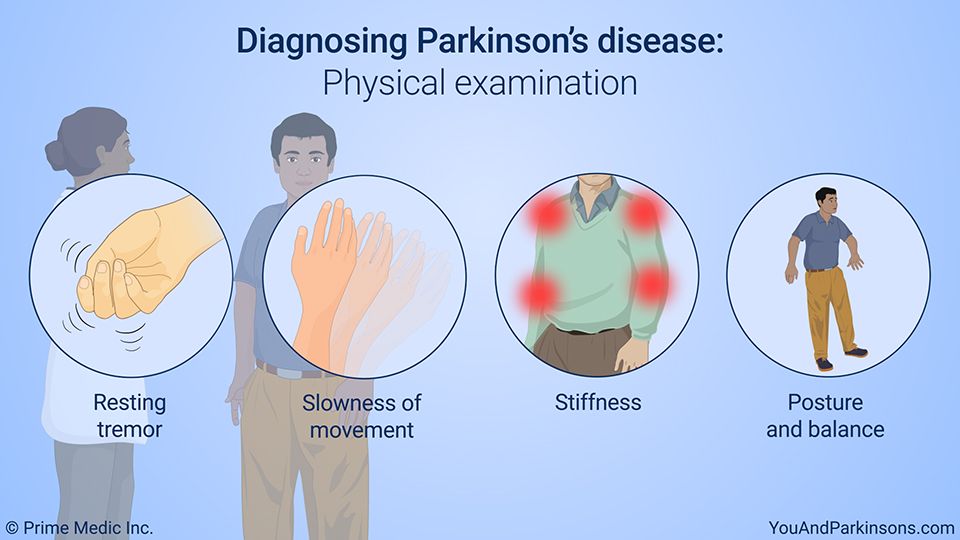 Diagnosing Parkinson's disease:
Physical examination
Resting
tremor
Slowness of
movement
Stiffness
Posture
and balance
© Prime Medic Inc.
YouAndParkinsons.com